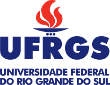 UFRGS
UNIVERSIDADE FEDERAL
DO RIO GRANDE DO SUL